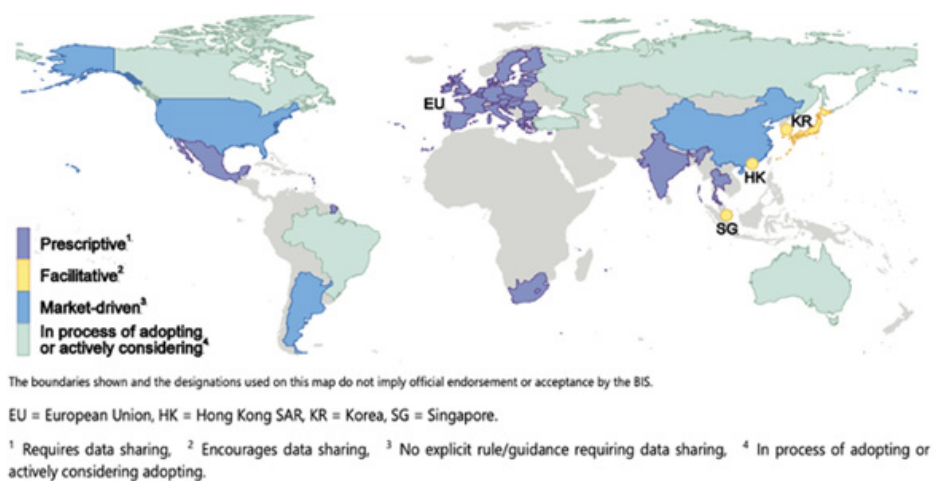 EU
KR
HK
SG
Prescriptive¹
Facilitative²
Market-driven³
In process of adopting
or actively considering⁴
The boundaries shown and the designations used on this map do not imply official endorsement or acceptance by the BIS.
EU = European Union, HK = Hong Kong SAR, KR = Korea, SG = Singapore.
¹ Requires data sharing, ² Encourages data sharing, ³ No explicit rule/guidance requiring data sharing, ⁴ In process of adopting or
actively considering adopting.